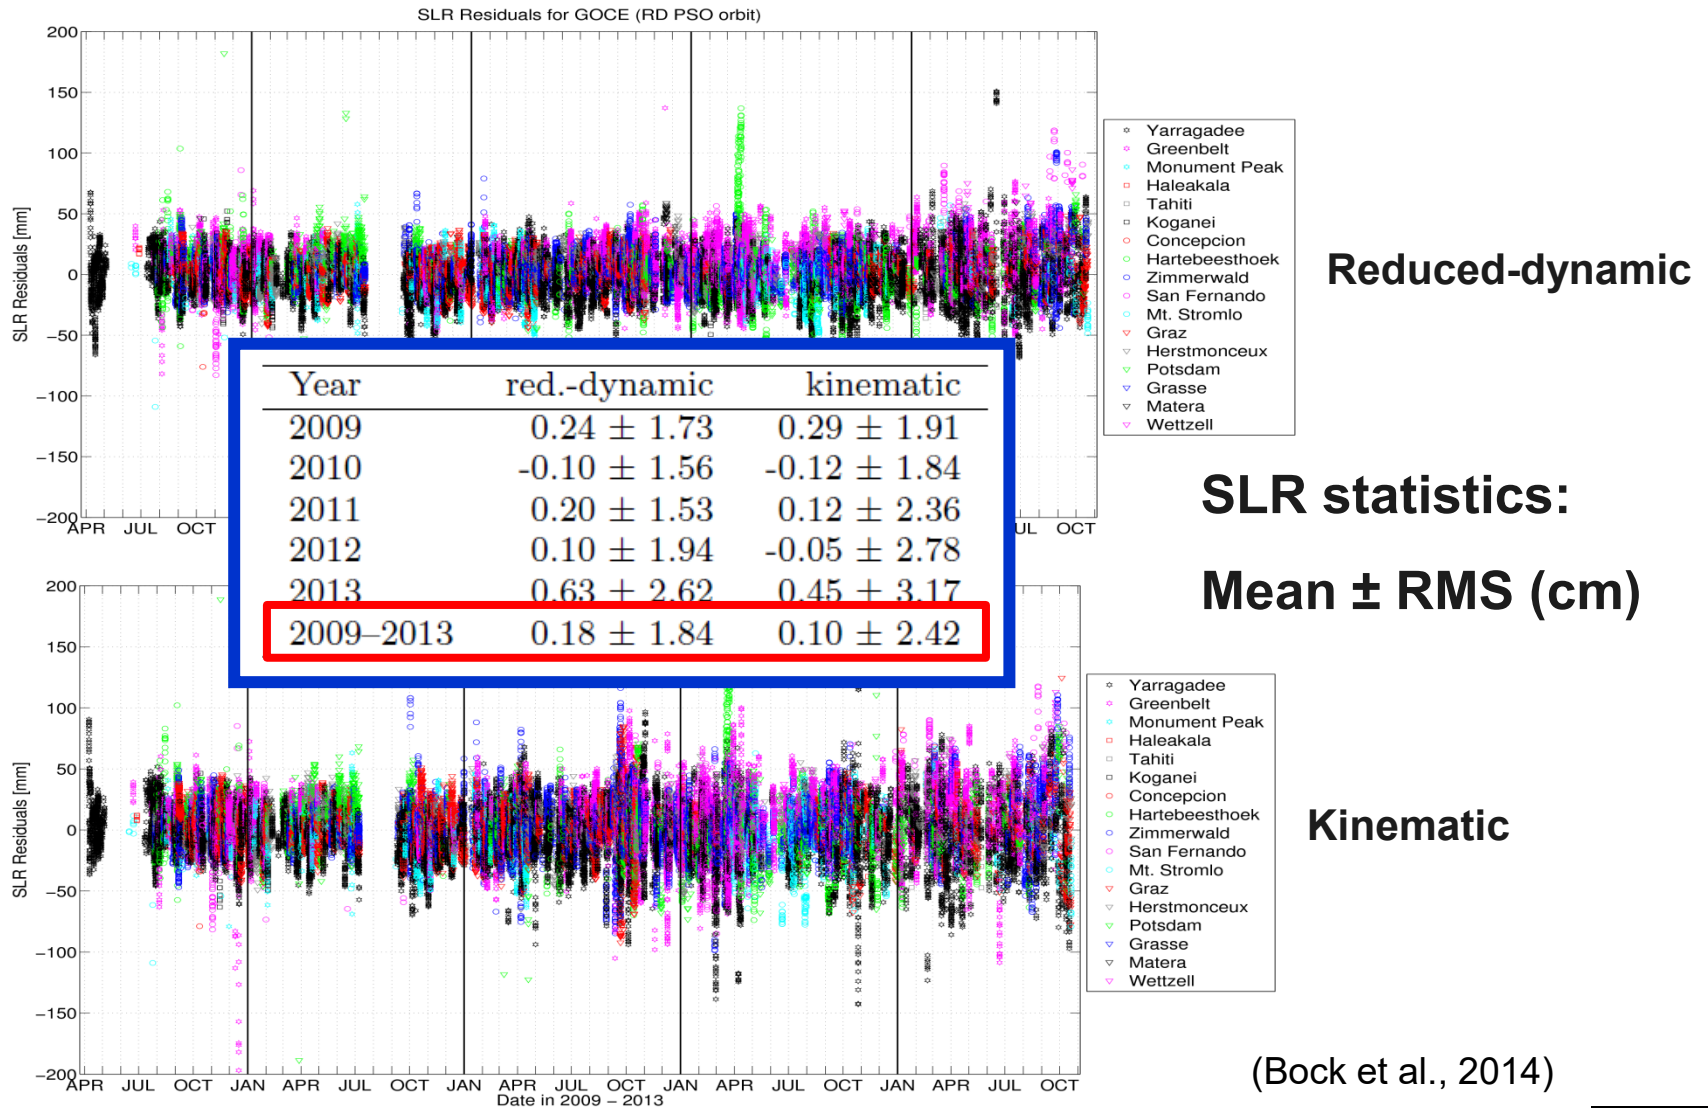 SLR Residuals for GOCE (RD PSO orbit)
SLR Residuals [mm]
200
150
100
50
0
−50
−100
−150
−200
APR JUL OCT
UL OCT
Yarragadee
Greenbelt
Monument Peak
Haleakala
Tahiti
Koganei
Concepcion
Hartebeesthoek
Zimmerwald
San Fernando
Mt. Stromlo
Graz
Herstmonceux
Potsdam
Grasse
Matera
Wettzell
Reduced-dynamic
Year red.-dynamic kinematic
2009 0.24 ± 1.73 0.29 ± 1.91
2010 -0.10 ± 1.56 -0.12 ± 1.84
2011 0.20 ± 1.53 0.12 ± 2.36
2012 0.10 ± 1.94 -0.05 ± 2.78
2013 0.63 ± 2.62 0.45 ± 3.17
2009–2013 0.18 ± 1.84 0.10 ± 2.42
SLR statistics:
Mean ± RMS (cm)
SLR Residuals [mm]
200
150
100
50
0
−50
−100
−150
−200
APR JUL OCT JAN APR JUL OCT JAN APR JUL OCT JAN APR JUL OCT JAN APR JUL OCT
Date in 2009 − 2013
Yarragadee
Greenbelt
Monument Peak
Haleakala
Tahiti
Koganei
Concepcion
Hartebeesthoek
Zimmerwald
San Fernando
Mt. Stromlo
Graz
Herstmonceux
Potsdam
Grasse
Matera
Wettzell
Kinematic
(Bock et al., 2014)